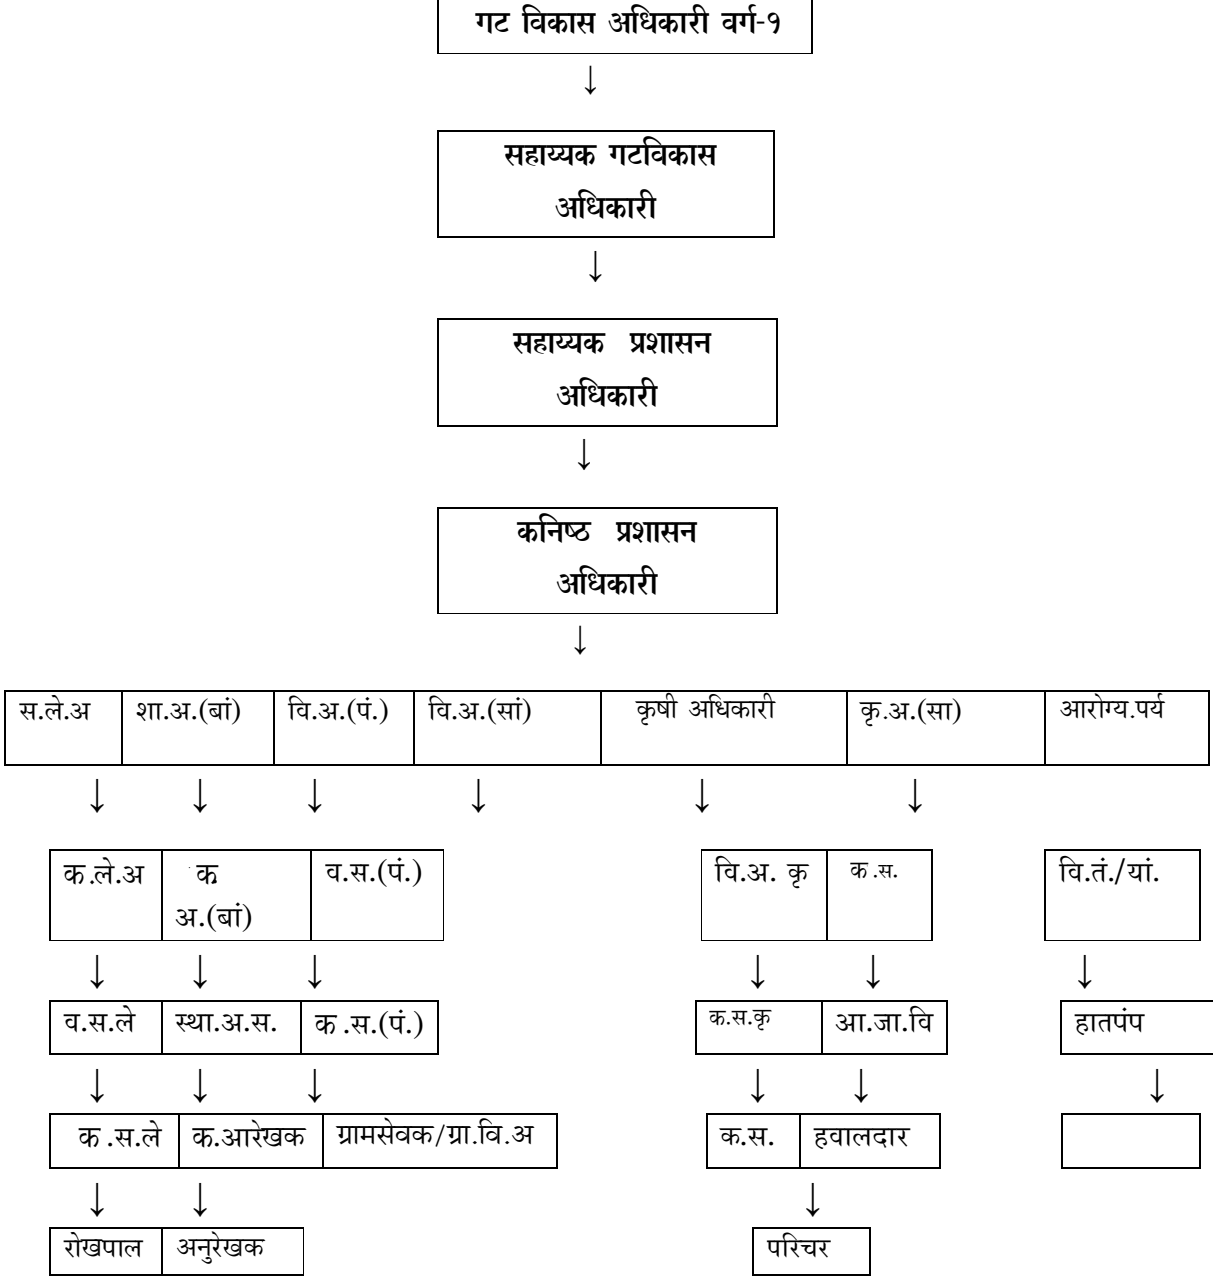 गट विकास अधिकारी वर्ग-१
↓
सहाय्यक गटविकास
अधिकारी
↓
सहाय्यक प्रशासन
अधिकारी
↓
कनिष्ठ प्रशासन
अधिकारी
↓
स.ले.अ शा.अ.(बां) वि.अ.(पं.) वि.अ.(सां) कृषी अधिकारी कृ.अ.(सा) आरोग्य.पर्य
↓ ↓ ↓ ↓ ↓ ↓
क.ले.अ क व.स.(पं.) वि.अ. कृ क.स. वि.तं./यां.
अ.(बां)
↓ ↓ ↓ ↓ ↓ ↓
व.स.ले स्था.अ.स. क.स.(पं.) क.स.कृ आ.जा.वि हातपंप
↓ ↓ ↓ ↓ ↓ ↓
क.स.ले क.आरेखक ग्रामसेवक/ग्रा.वि.अ क.स. हवालदार
↓ ↓ ↓
रोखपाल अनुरेखक परिचर